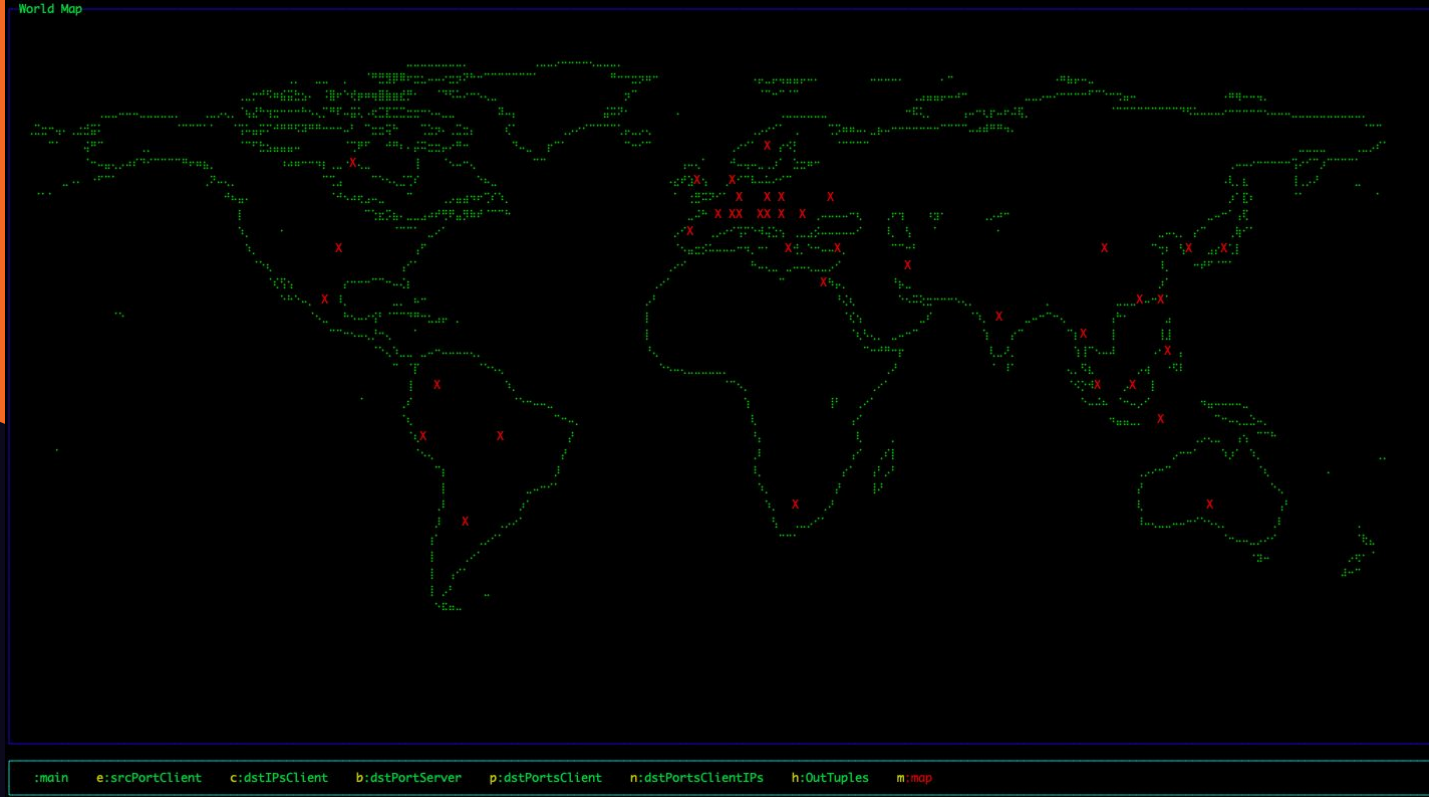 World Map
X
X X
X
X X X X
X X X X X X X X
X
X X X X X X
X
X
X X X X
X
X
X
X X X
X
X X
X X
X
:main e:srcPortClient c:dstIPsClient b:dstPortServer p:dstPortsClient n:dstPortsClientIPs h:OutTuples m:map